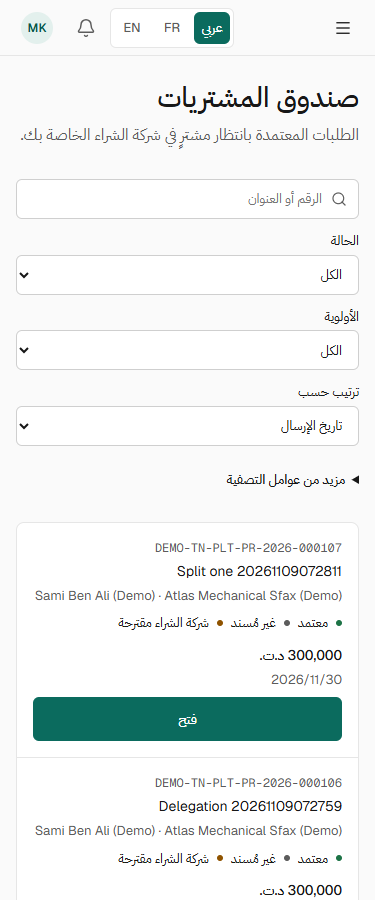 MK EN FR عربي
صندوق المشتريات
الطلبات المعتمدة بانتظار مشترٍ في شركة الشراء الخاصة بك.
الرقم أو العنوان
الحالة
الكل
الأولوية
الكل
ترتيب حسب
تاريخ الإرسال
مزيد من عوامل التصفية
DEMO-TN-PLT-PR-2026-000107
Split one 20261109072811
Sami Ben Ali (Demo) · Atlas Mechanical Sfax (Demo)
معتمد غير مُسند شركة الشراء مقترحة
300,000 د.ت.
2026/11/30
فتح
DEMO-TN-PLT-PR-2026-000106
Delegation 20261109072759
Sami Ben Ali (Demo) · Atlas Mechanical Sfax (Demo)
معتمد غير مُسند شركة الشراء مقترحة
300,000 د.ت.